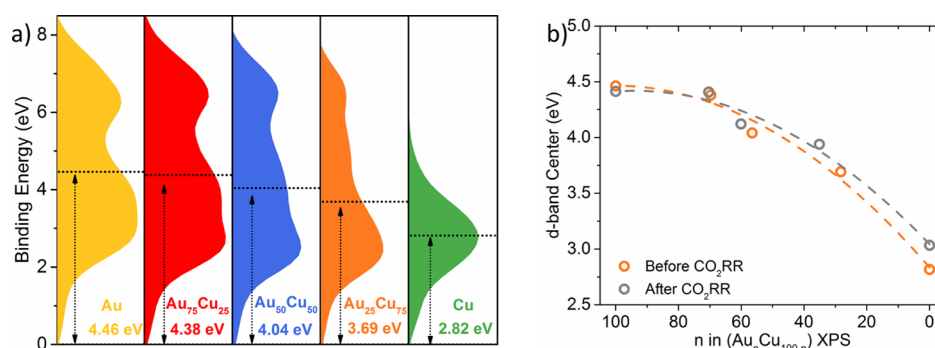 a)
Binding Energy (eV)
8
6
4
2
0
Au
4.46 eV
Au75Cu25
4.38 eV
Au50Cu50
4.04 eV
Au25Cu75
3.69 eV
Cu
2.82 eV
b)
d-band Center (eV)
5.0
4.5
4.0
3.5
3.0
2.5
Before CO2RR
After CO2RR
100 80 60 40 20 0
n in (AunCu100-n) XPS